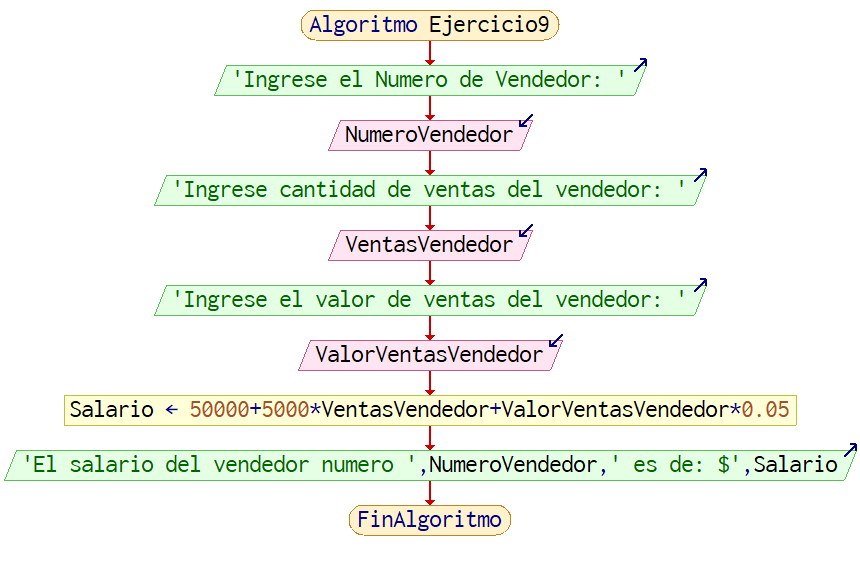 Algoritmo Ejercicio9
'Ingrese el Numero de Vendedor: '
NumeroVendedor
'Ingrese cantidad de ventas del vendedor: '
VentasVendedor
'Ingrese el valor de ventas del vendedor: '
ValorVentasVendedor
Salario ← 50000+5000*VentasVendedor+ValorVentasVendedor*0.05
'El salario del vendedor numero ',NumeroVendedor,' es de: $',Salario
FinAlgoritmo